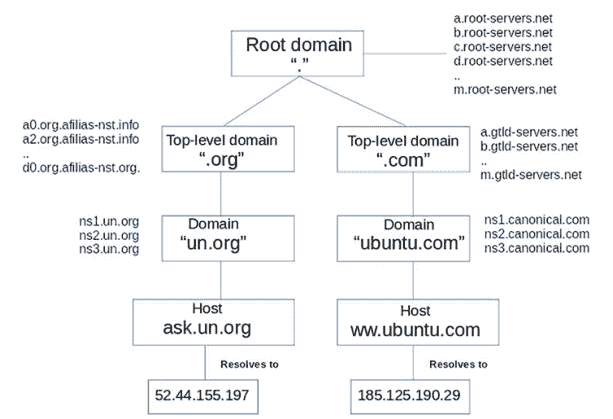 Root domain
“.”
a.root-servers.net
b.root-servers.net
c.root-servers.net
d.root-servers.net
..
m.root-servers.net
a0.org.afilias-nst.info
a2.org.afilias-nst.info
..
d0.org.afilias-nst.org.
Top-level domain
“.org”
Top-level domain
“.com”
a.gtld-servers.net
b.gtld-servers.net
..
m.gtld-servers.net
ns1.un.org
ns2.un.org
ns3.un.org
Domain
“un.org”
Domain
“ubuntu.com”
ns1.canonical.com
ns2.canonical.com
ns3.canonical.com
Host
ask.un.org
Host
ww.ubuntu.com
Resolves to
Resolves to
52.44.155.197
185.125.190.29